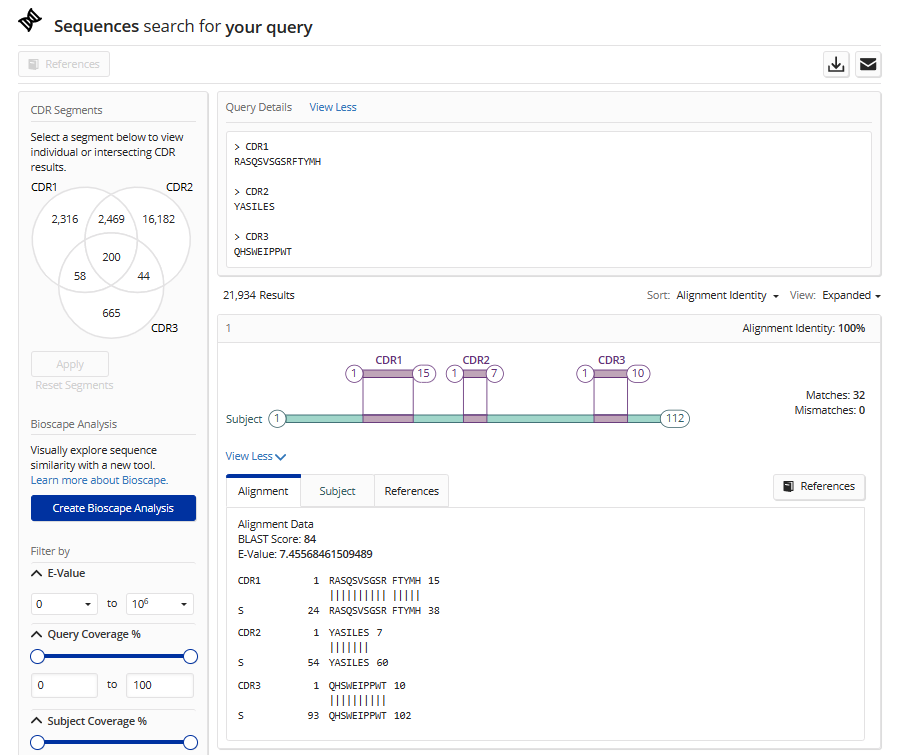 Sequences search for your query
References
CDR Segments
Select a segment below to view
individual or intersecting CDR
results.
CDR1
CDR2
2,316
2,469
16,182
200
58
44
665
CDR3
Apply
Reset Segments
Bioscape Analysis
Visually explore sequence
similarity with a new tool.
Learn more about Bioscape.
Create Bioscape Analysis
Filter by
E-Value
0 to 10⁶
Query Coverage %
0 to 100
Subject Coverage %
Query Details View Less
> CDR1
RASQSVSGSRFTYMH
> CDR2
YASILES
> CDR3
QHSWEIPPWT
21,934 Results
Sort: Alignment Identity View: Expanded
1
Alignment Identity: 100%
CDR1 CDR2 CDR3
1 15 1 7 1 10
Matches: 32
Mismatches: 0
Subject 1 112
View Less
Alignment Subject References
References
Alignment Data
BLAST Score: 84
E-Value: 7.45568461509489
CDR1 1 RASQSVSGSR FTYMH 15
|||||||||| |||||
S 24 RASQSVSGSR FTYMH 38
CDR2 1 YASILES 7
|||||||
S 54 YASILES 60
CDR3 1 QHSWEIPPWT 10
||||||||||
S 93 QHSWEIPPWT 102